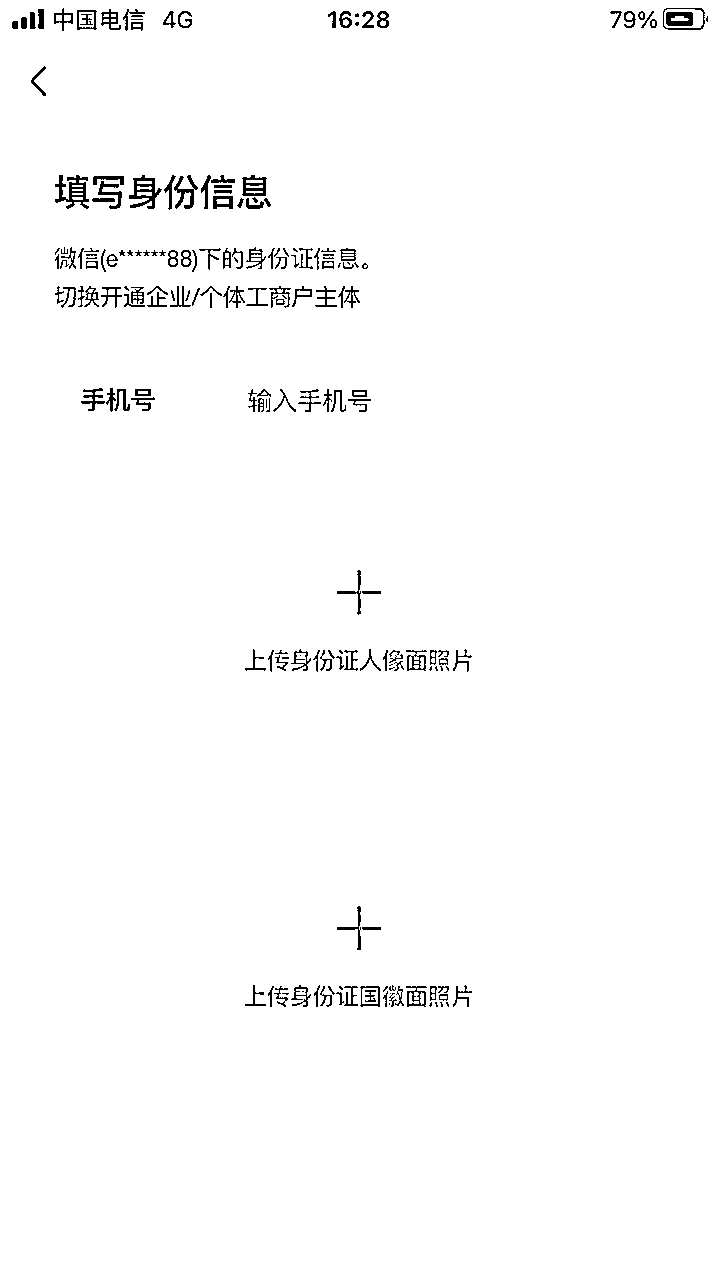 中国电信 4G 16:28 79%
填写身份信息
微信(e******88)下的身份证信息。
切换开通企业/个体工商户主体
手机号 输入手机号
上传身份证人像面照片
上传身份证国徽面照片